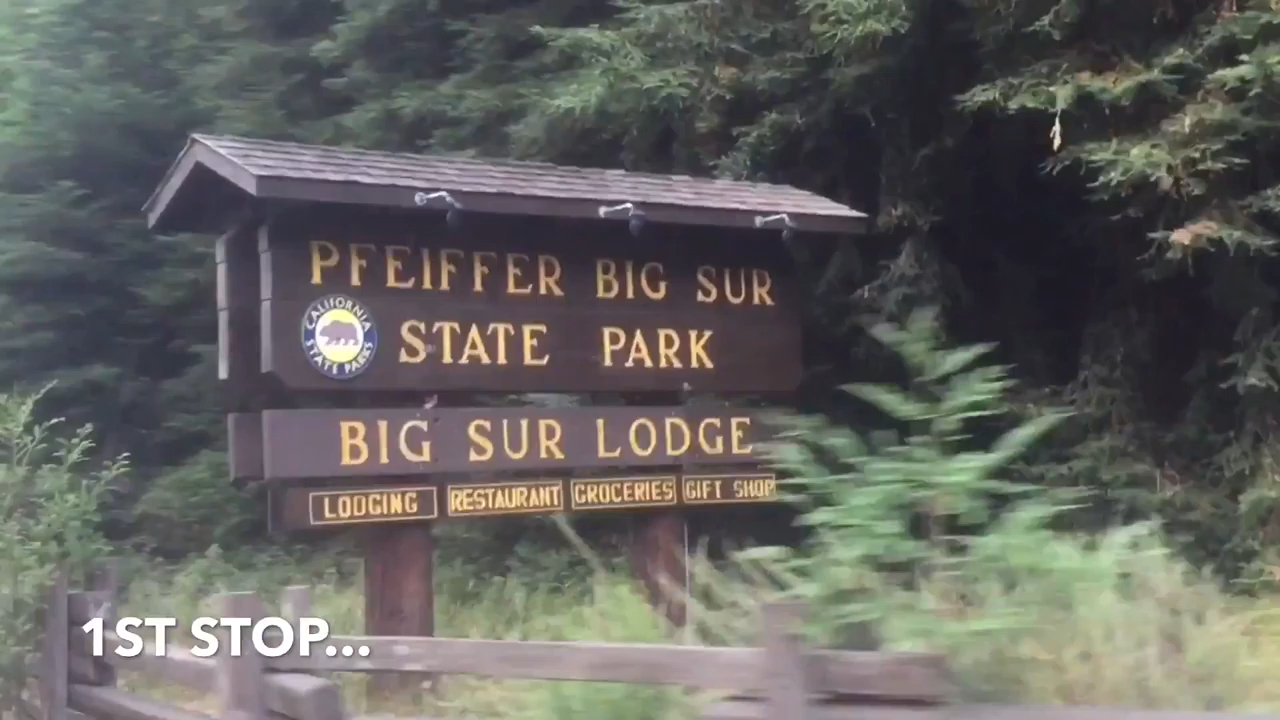 PFEIFFER BIG SUR
CALIFORNIA STATE PARKS
STATE PARK
BIG SUR LODGE
LODGING RESTAURANT GROCERIES GIFT SHOP
1ST STOP...